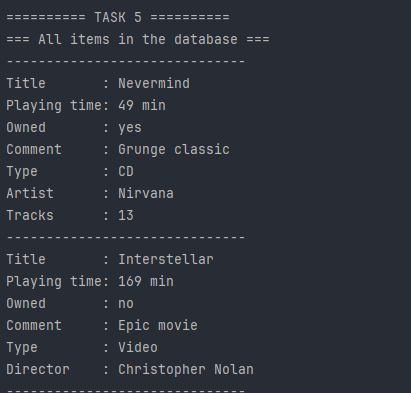 ========== TASK 5 ==========
=== All items in the database ===
------------------------------
Title       : Nevermind
Playing time: 49 min
Owned       : yes
Comment     : Grunge classic
Type        : CD
Artist      : Nirvana
Tracks      : 13
------------------------------
Title       : Interstellar
Playing time: 169 min
Owned       : no
Comment     : Epic movie
Type        : Video
Director    : Christopher Nolan
------------------------------